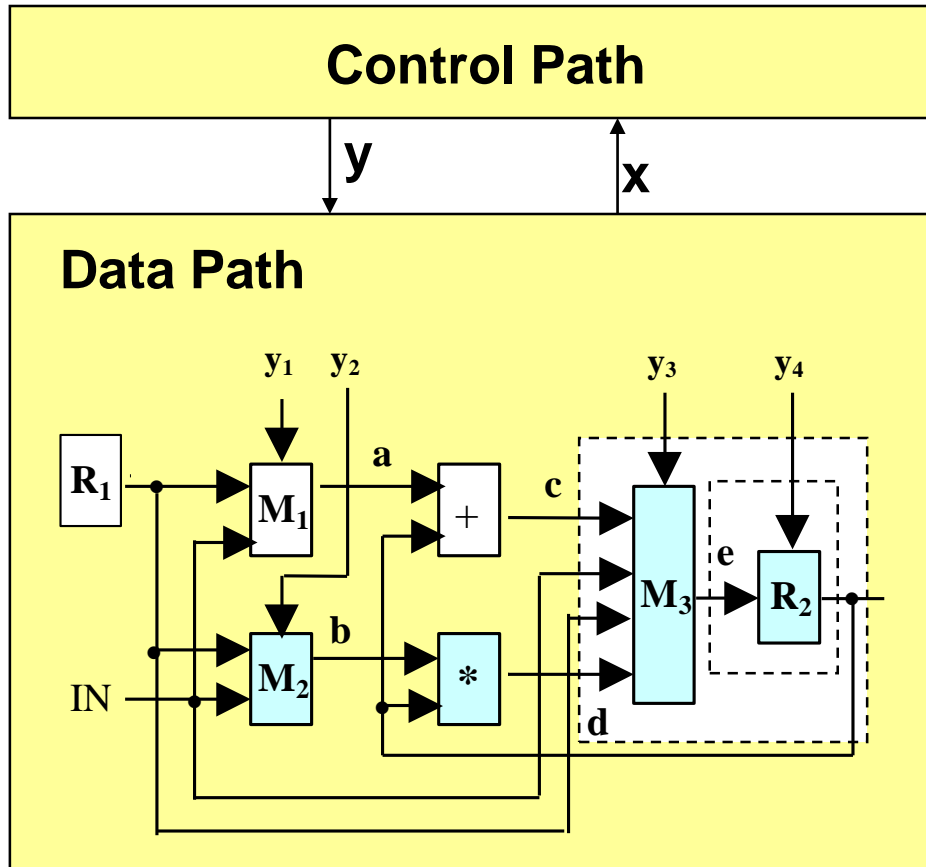 Control Path
y
x
Data Path
y₁ y₂ y₃ y₄
R₁ M₁ a + c
M₃ e R₂
IN M₂ b * d